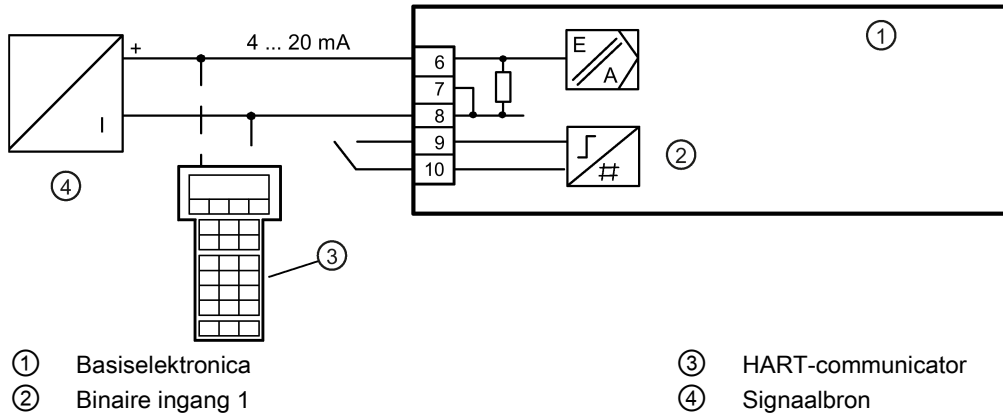 + 4 ... 20 mA
I
6
7
8
9
10
E
A
#
①
②
③
④
① Basiselektronica
② Binaire ingang 1
③ HART-communicator
④ Signaalbron